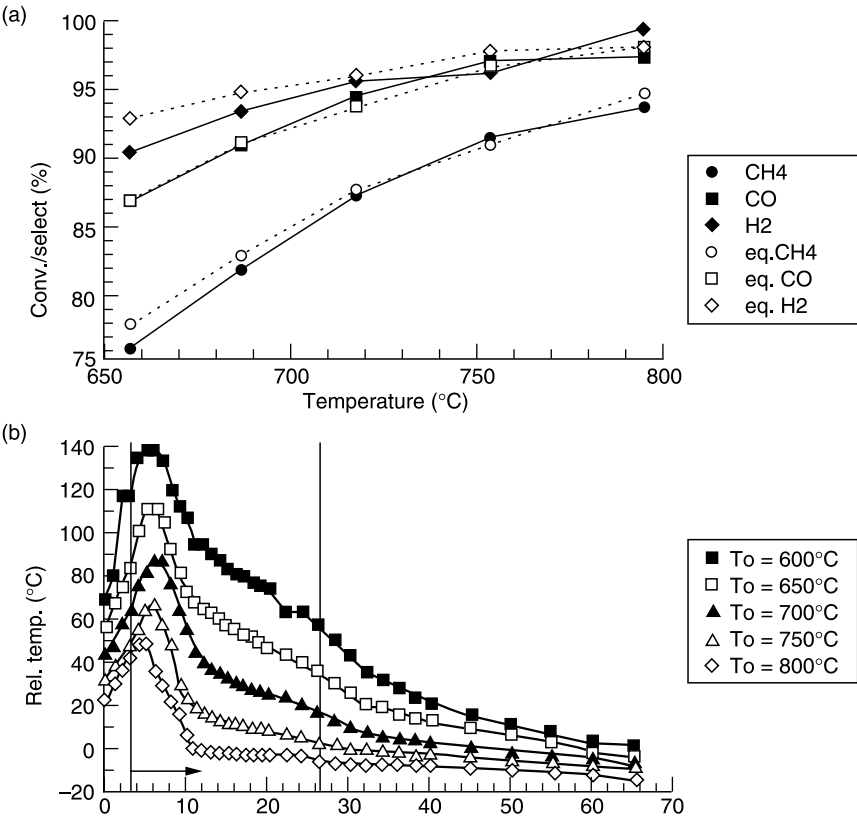 (a)
100
98
95
90
85
80
75
650
700
750
800
Conv./select (%)
Temperature (°C)
CH4
CO
H2
eq.CH4
eq. CO
eq. H2
(b)
140
120
100
80
60
40
20
0
−20
0
10
20
30
40
50
60
70
Rel. temp. (°C)
To = 600°C
To = 650°C
To = 700°C
To = 750°C
To = 800°C